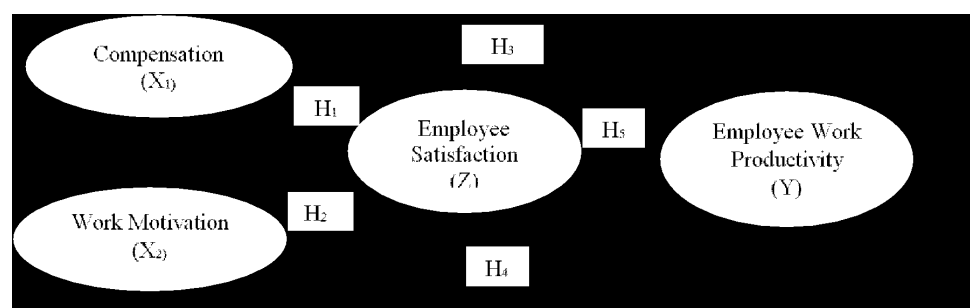 Compensation
(X₁)
H₃
H₁
Employee
Satisfaction
(Z)
H₅
Employee Work
Productivity
(Y)
Work Motivation
(X₂)
H₂
H₄